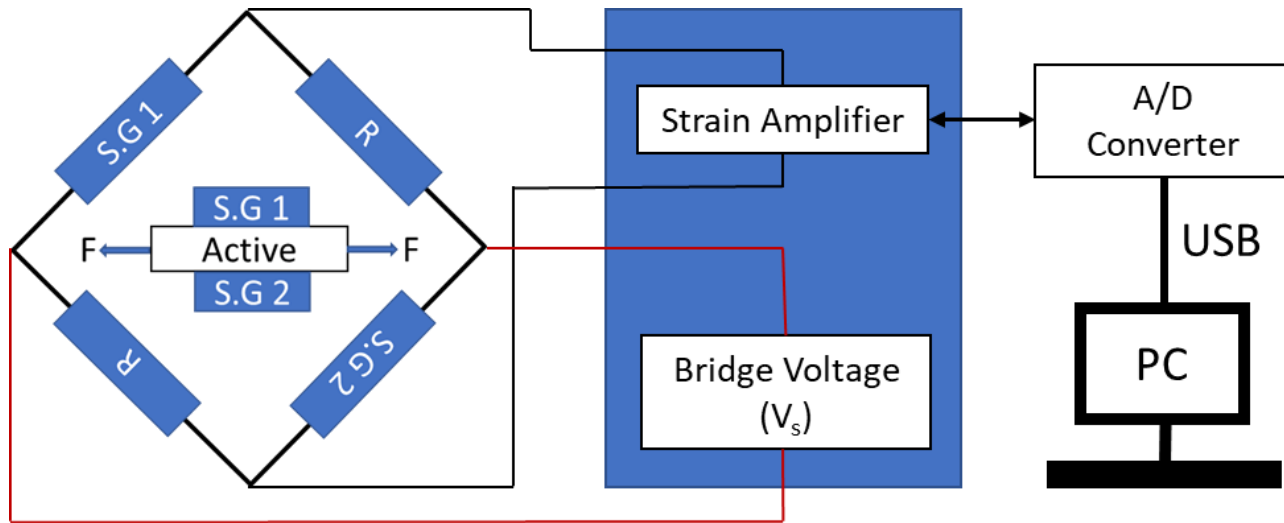 S.G 1
R
S.G 1
F
Active
F
S.G 2
R
S.G 2
Strain Amplifier
Bridge Voltage
(Vs)
A/D
Converter
USB
PC